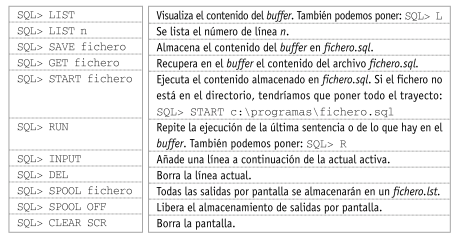 SQL> LIST Visualiza el contenido del buffer. También podemos poner: SQL> L
SQL> LIST n Se lista el número de línea n.
SQL> SAVE fichero Almacena el contenido del buffer en fichero.sql.
SQL> GET fichero Recupera en el buffer el contenido del archivo fichero.sql.
SQL> START fichero Ejecuta el contenido almacenado en fichero.sql. Si el fichero no
está en el directorio, tendríamos que poner todo el trayecto:
SQL> START c:\programas\fichero.sql
SQL> RUN Repite la ejecución de la última sentencia o de lo que hay en el
buffer. También podemos poner: SQL> R
SQL> INPUT Añade una línea a continuación de la actual activa.
SQL> DEL Borra la línea actual.
SQL> SPOOL fichero Todas las salidas por pantalla se almacenarán en un fichero.lst.
SQL> SPOOL OFF Libera el almacenamiento de salidas por pantalla.
SQL> CLEAR SCR Borra la pantalla.